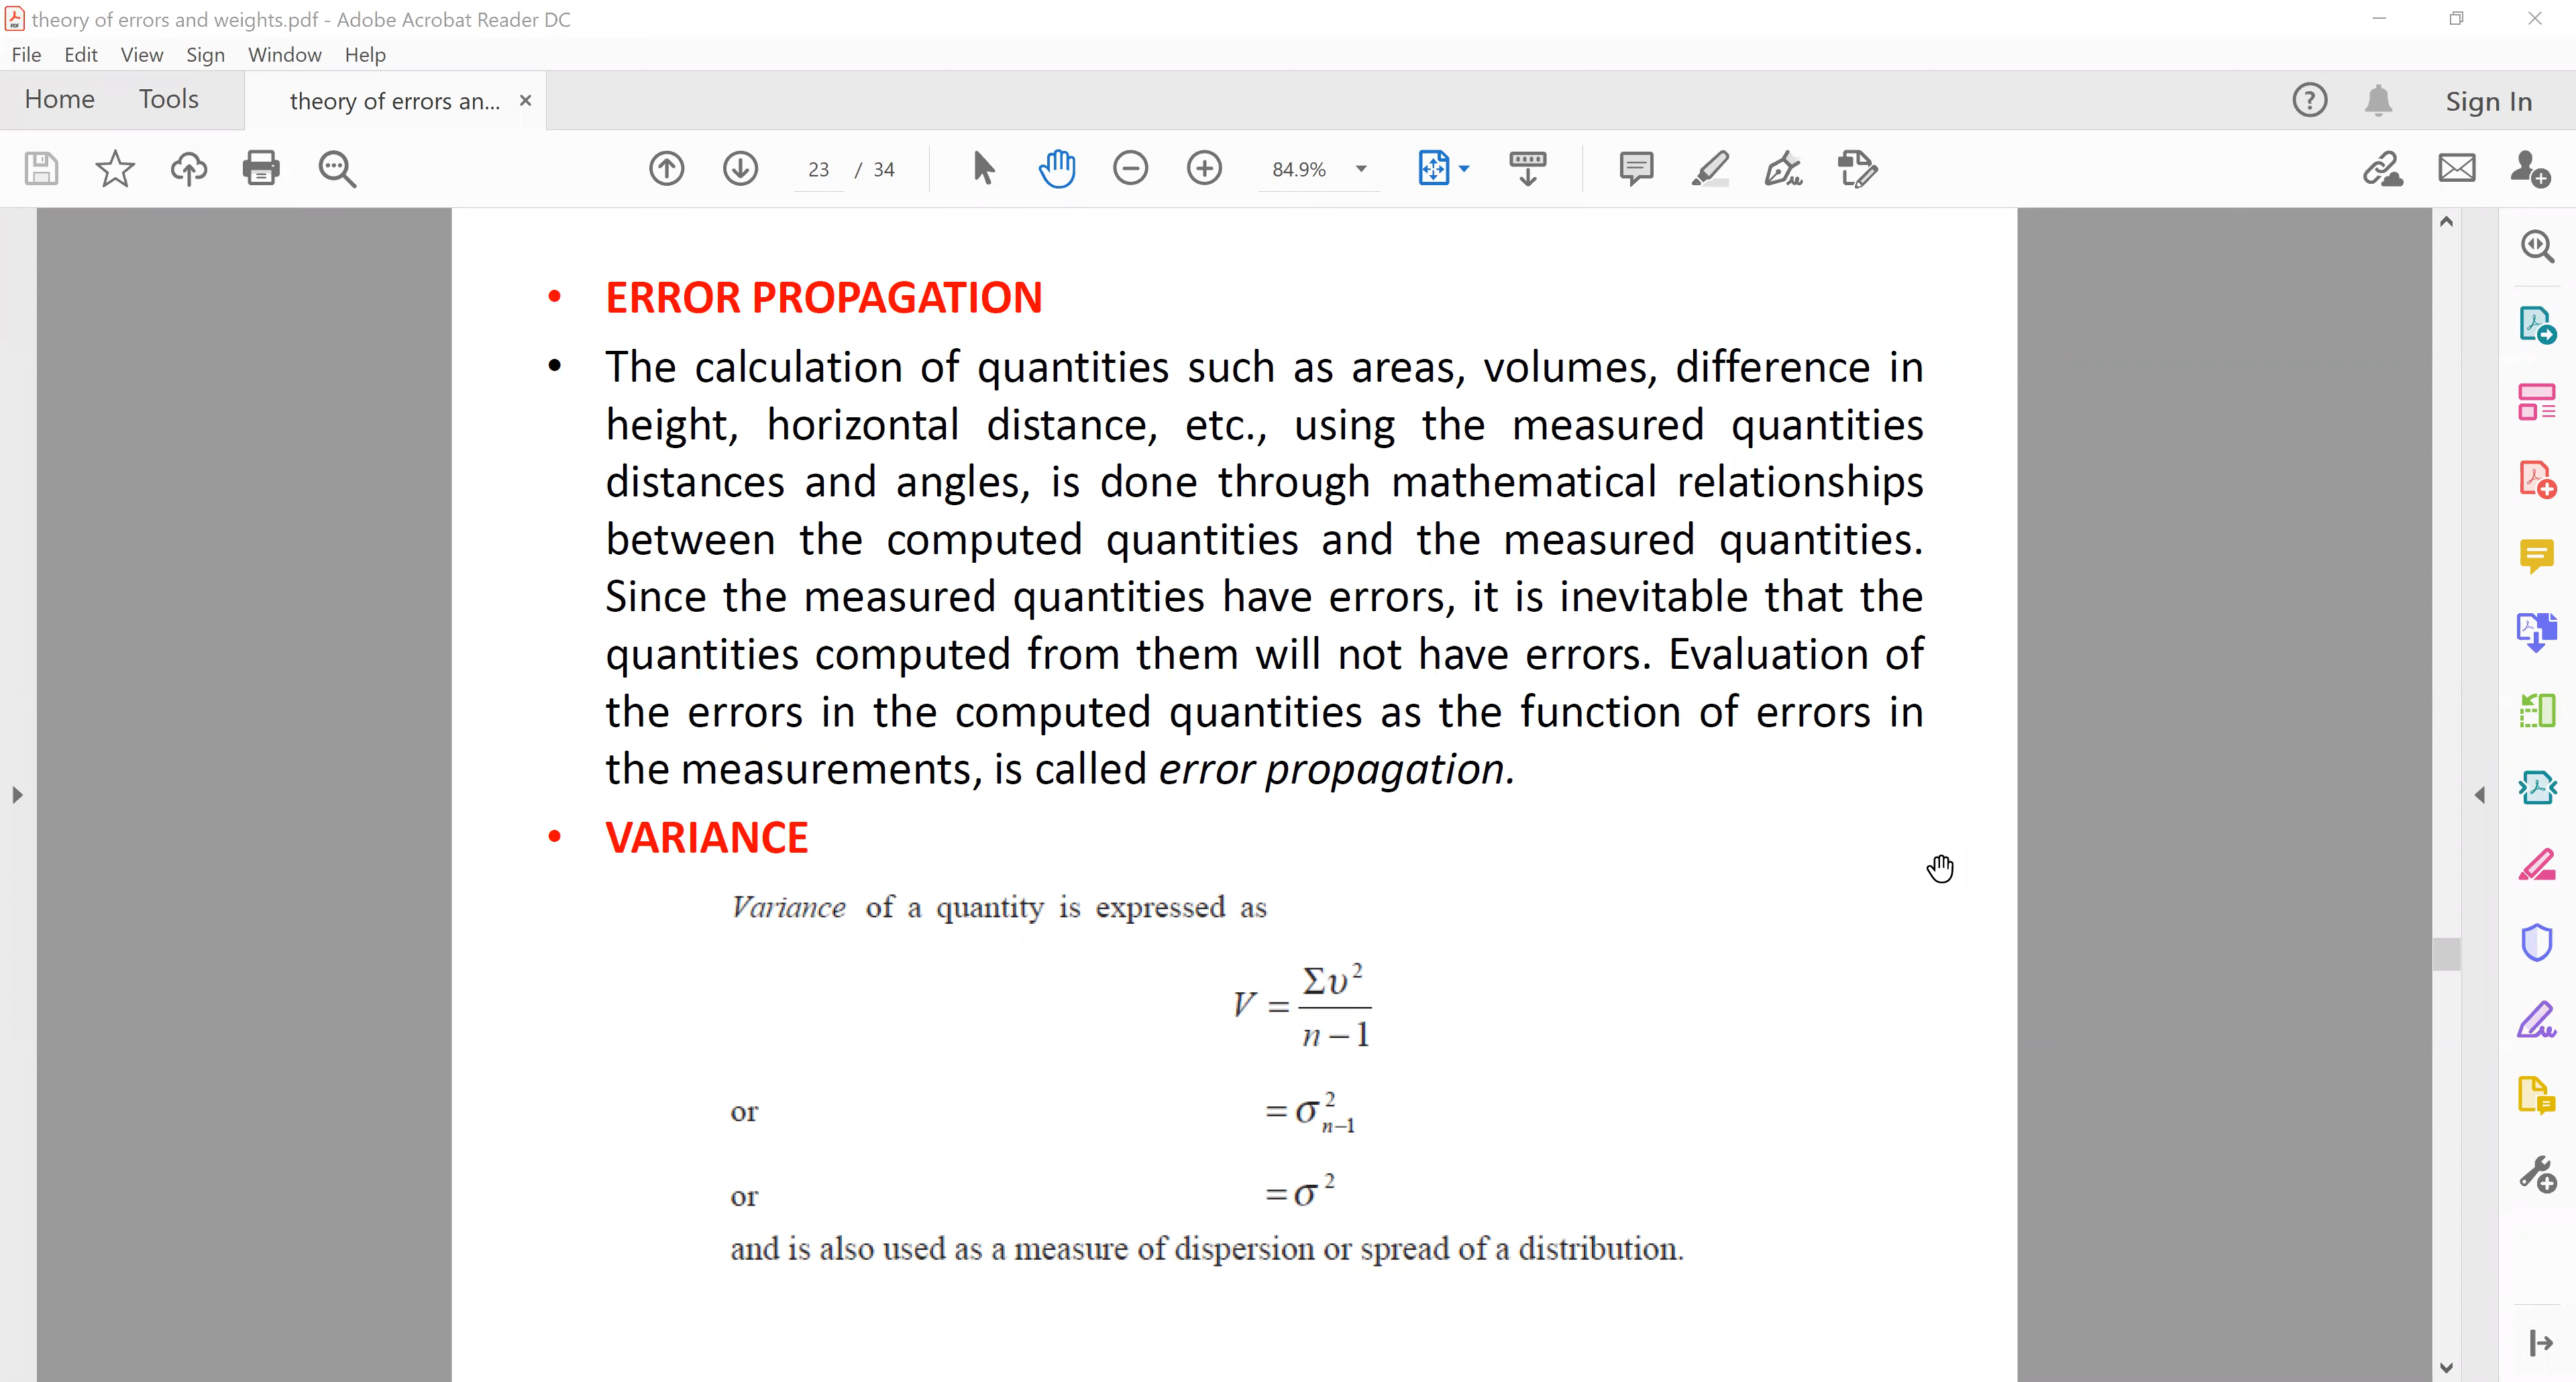 theory of errors and weights.pdf - Adobe Acrobat Reader DC
File Edit View Sign Window Help
Home Tools theory of errors an... × Sign In
23 / 34 84.9%
• ERROR PROPAGATION
• The calculation of quantities such as areas, volumes, difference in
height, horizontal distance, etc., using the measured quantities
distances and angles, is done through mathematical relationships
between the computed quantities and the measured quantities.
Since the measured quantities have errors, it is inevitable that the
quantities computed from them will not have errors. Evaluation of
the errors in the computed quantities as the function of errors in
the measurements, is called error propagation.
• VARIANCE
Variance of a quantity is expressed as
V = Συ² / (n − 1)
or = σ²ₙ₋₁
or = σ²
and is also used as a measure of dispersion or spread of a distribution.